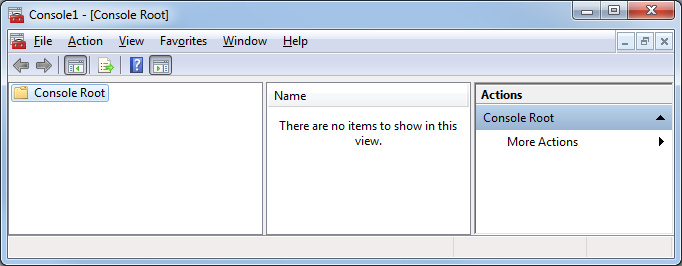 Console1 - [Console Root]
File Action View Favorites Window Help
Console Root
Name
There are no items to show in this
view.
Actions
Console Root
More Actions